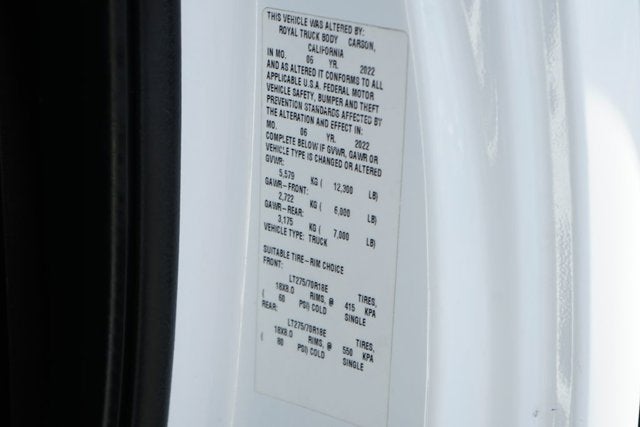 THIS VEHICLE WAS ALTERED BY:
ROYAL TRUCK BODY CARSON,
CALIFORNIA
IN MO. 06 YR. 2022
AND AS ALTERED IT CONFORMS TO ALL
APPLICABLE U.S.A. FEDERAL MOTOR
VEHICLE SAFETY, BUMPER AND THEFT
PREVENTION STANDARDS AFFECTED BY
THE ALTERATION AND EFFECT IN:
MO. 06 YR. 2022
COMPLETE BELOW IF GVWR, GAWR OR
VEHICLE TYPE IS CHANGED OR ALTERED
GVWR:
5,579 KG ( 12,300 LB)
GAWR-FRONT:
2,722 KG ( 6,000 LB)
GAWR-REAR:
3,175 KG ( 7,000 LB)
VEHICLE TYPE: TRUCK
SUITABLE TIRE-RIM CHOICE
FRONT:
LT275/70R18E TIRES,
18X8.0 RIMS, @ 415 KPA
( 60 PSI) COLD SINGLE
REAR:
LT275/70R18E TIRES,
18X8.0 RIMS, @ 550 KPA
( 80 PSI) COLD SINGLE